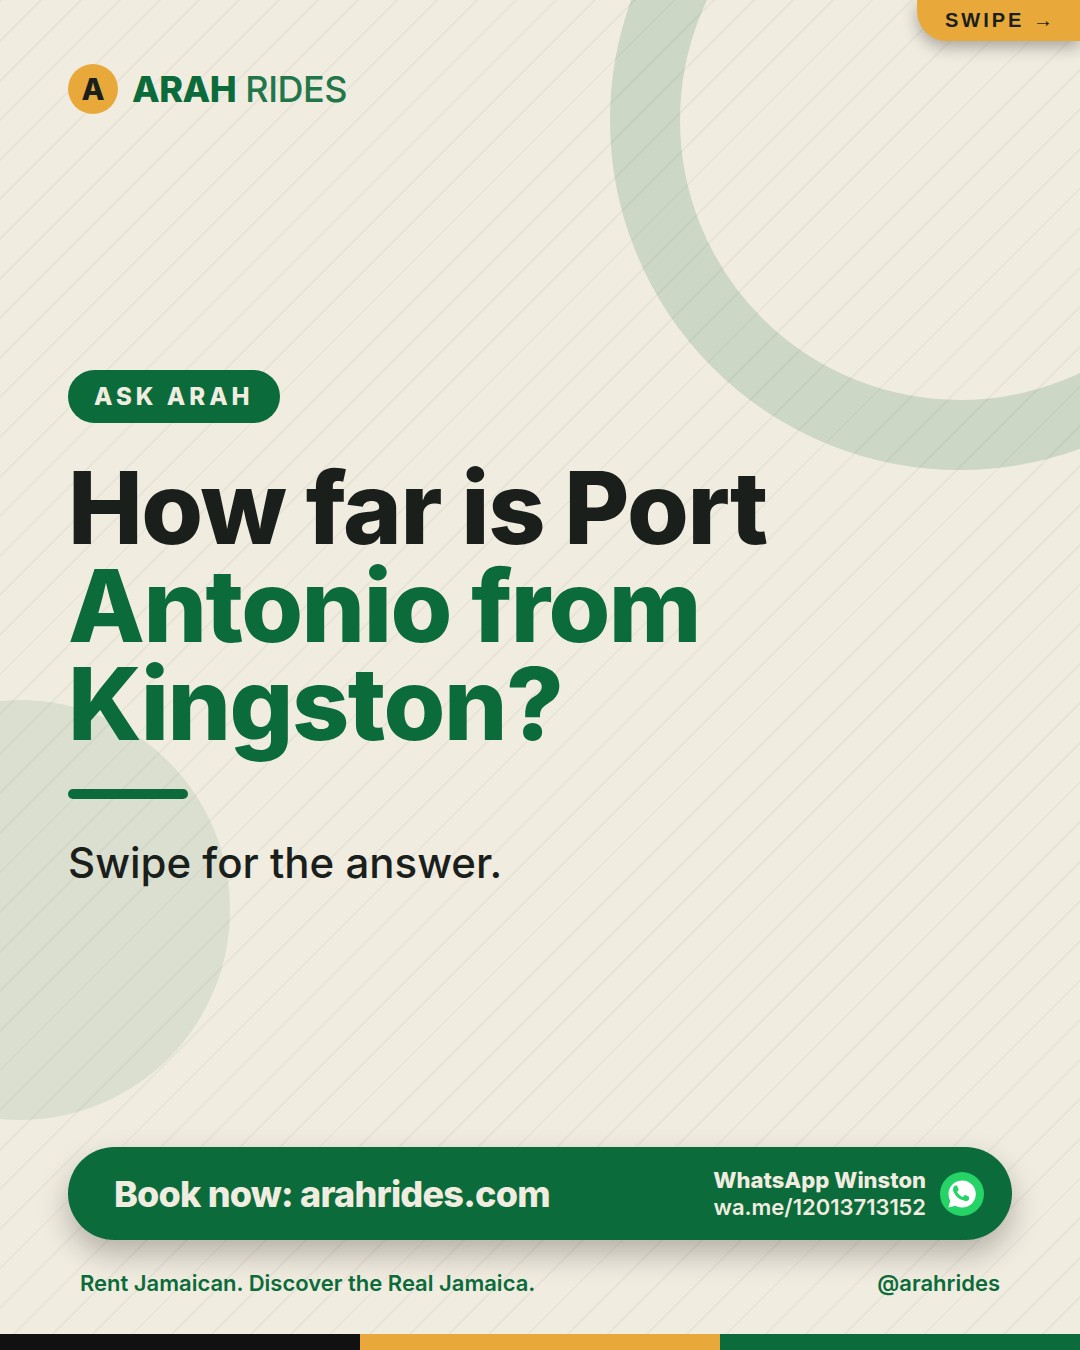 SWIPE →
A ARAH RIDES
ASK ARAH
How far is Port
Antonio from
Kingston?
Swipe for the answer.
Book now: arahrides.com
WhatsApp Winston
wa.me/12013713152
Rent Jamaican. Discover the Real Jamaica.
@arahrides